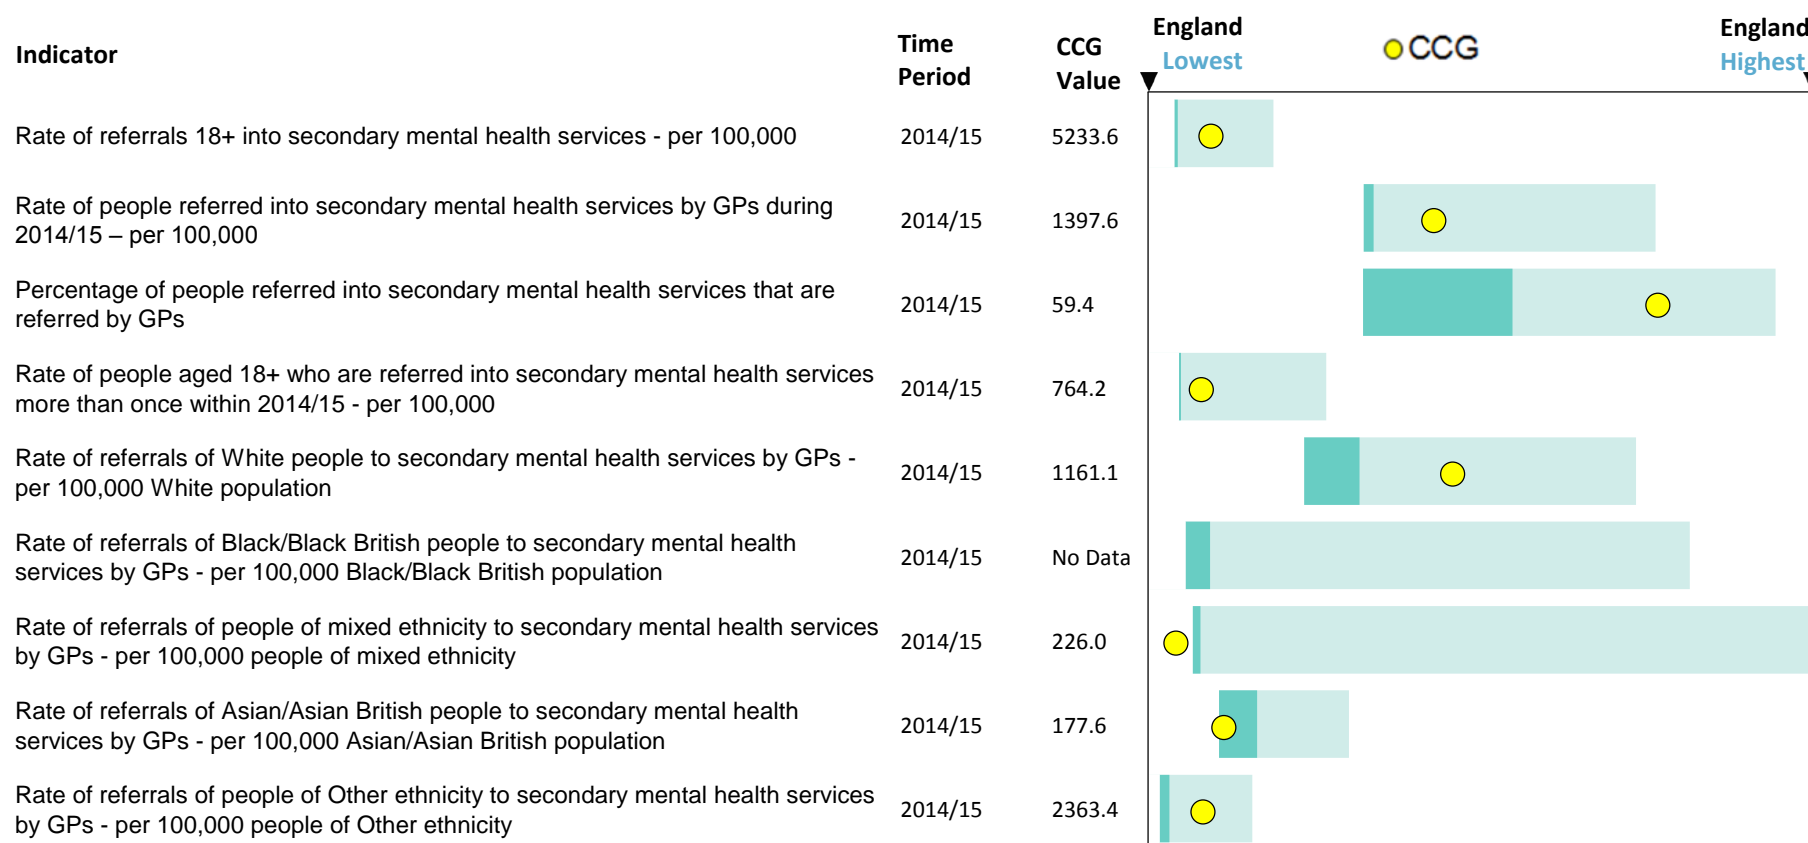 Indicator
Time Period
CCG Value
England Lowest
CCG
England Highest
Rate of referrals 18+ into secondary mental health services - per 100,000
2014/15
5233.6
Rate of people referred into secondary mental health services by GPs during
2014/15 – per 100,000
2014/15
1397.6
Percentage of people referred into secondary mental health services that are
referred by GPs
2014/15
59.4
Rate of people aged 18+ who are referred into secondary mental health services
more than once within 2014/15 - per 100,000
2014/15
764.2
Rate of referrals of White people to secondary mental health services by GPs -
per 100,000 White population
2014/15
1161.1
Rate of referrals of Black/Black British people to secondary mental health
services by GPs - per 100,000 Black/Black British population
2014/15
No Data
Rate of referrals of people of mixed ethnicity to secondary mental health services
by GPs - per 100,000 people of mixed ethnicity
2014/15
226.0
Rate of referrals of Asian/Asian British people to secondary mental health
services by GPs - per 100,000 Asian/Asian British population
2014/15
177.6
Rate of referrals of people of Other ethnicity to secondary mental health services
by GPs - per 100,000 people of Other ethnicity
2014/15
2363.4